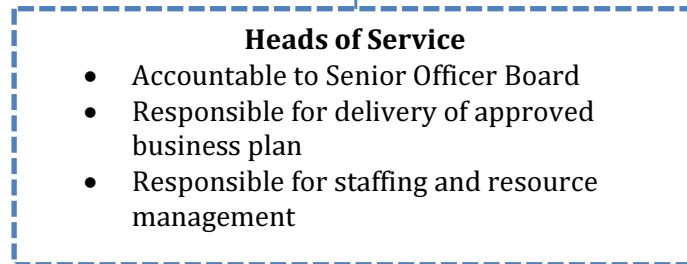 Heads of Service
• Accountable to Senior Officer Board
• Responsible for delivery of approved
business plan
• Responsible for staffing and resource
management